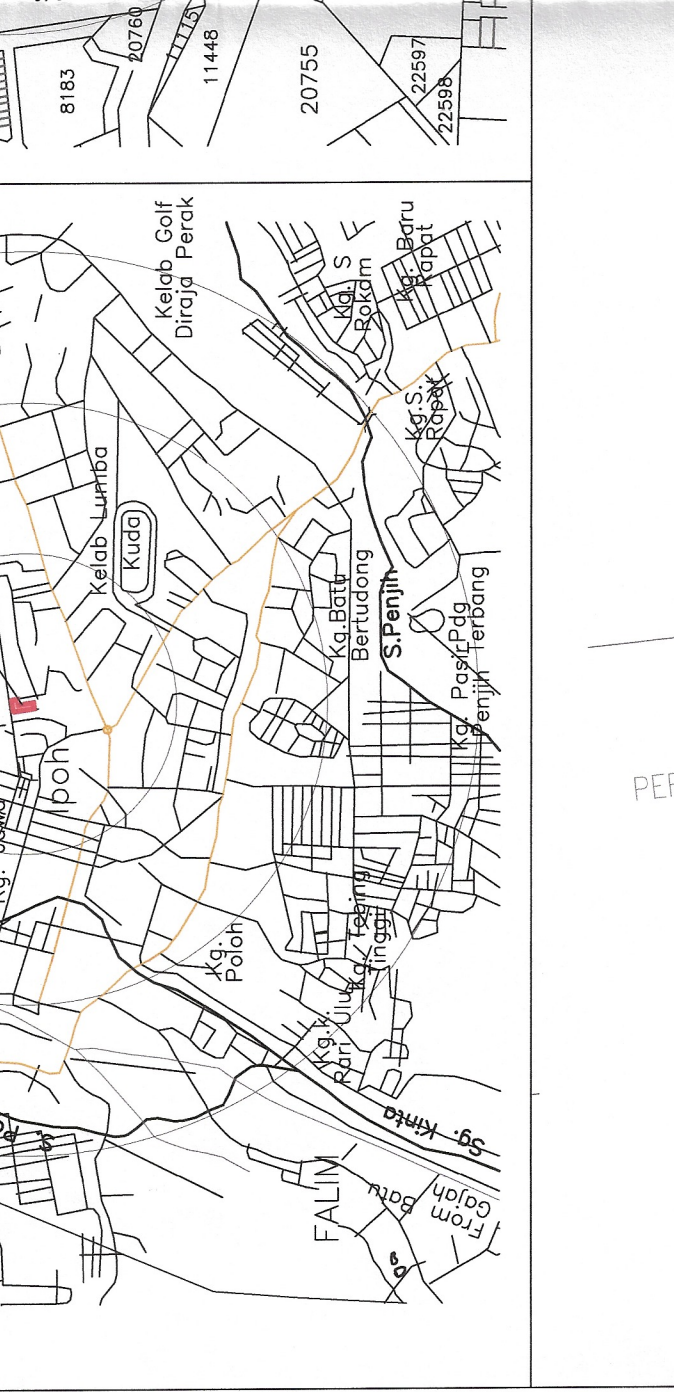 8183
20760
11115
11448
20755
22597
22598
Kelab Golf
Diraja Perak
Kg. S
Rokam
Kg. Baru
Rapat
Kg.S.
Rapat
Kelab Lumba
Kuda
Kg.Batu
Bertudong
S.Penjih
Kg. Pasir
Penjih
Pdg
Terbang
Ipoh
Kg.
Poloh
Kg. Tebing
Tinggi
Kg.k.
Pari Ulu
Sg. Kinta
FALIM
From
Batu
Gajah
PER